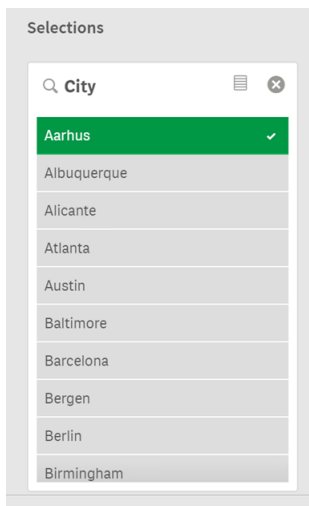 Selections
City
Aarhus
Albuquerque
Alicante
Atlanta
Austin
Baltimore
Barcelona
Bergen
Berlin
Birmingham